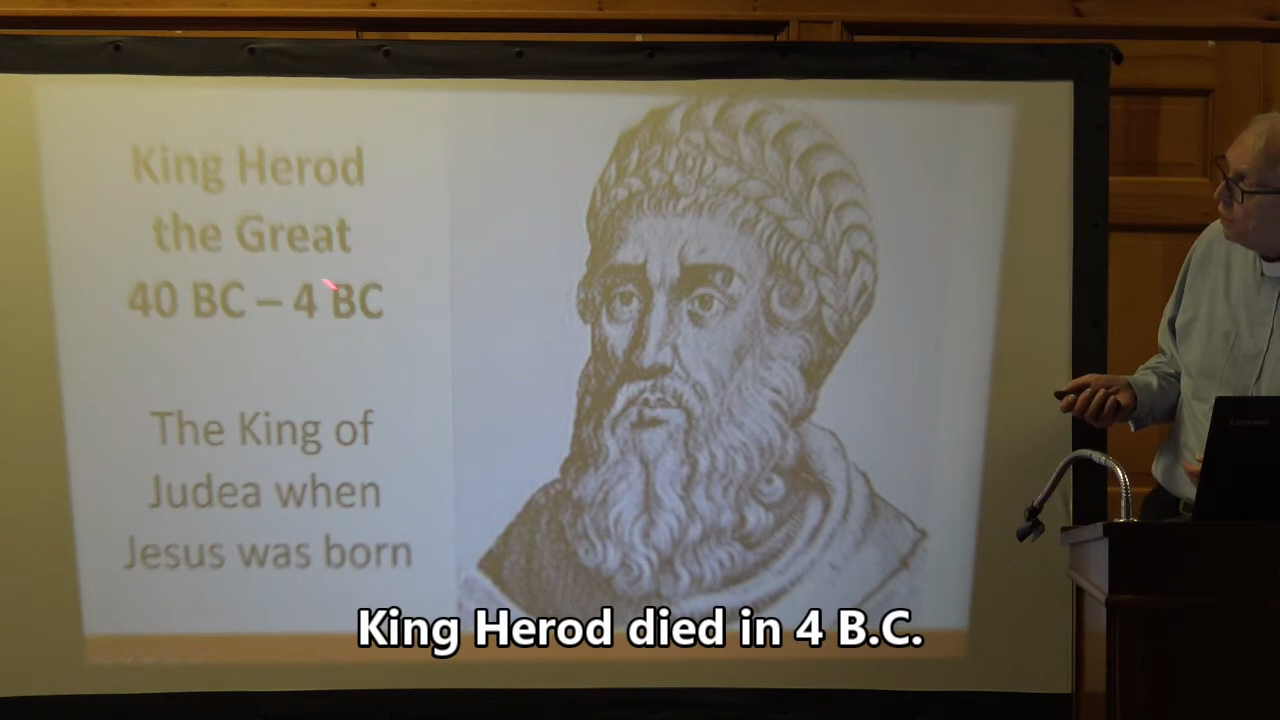 King Herod
the Great
40 BC – 4 BC
The King of
Judea when
Jesus was born
King Herod died in 4 B.C.